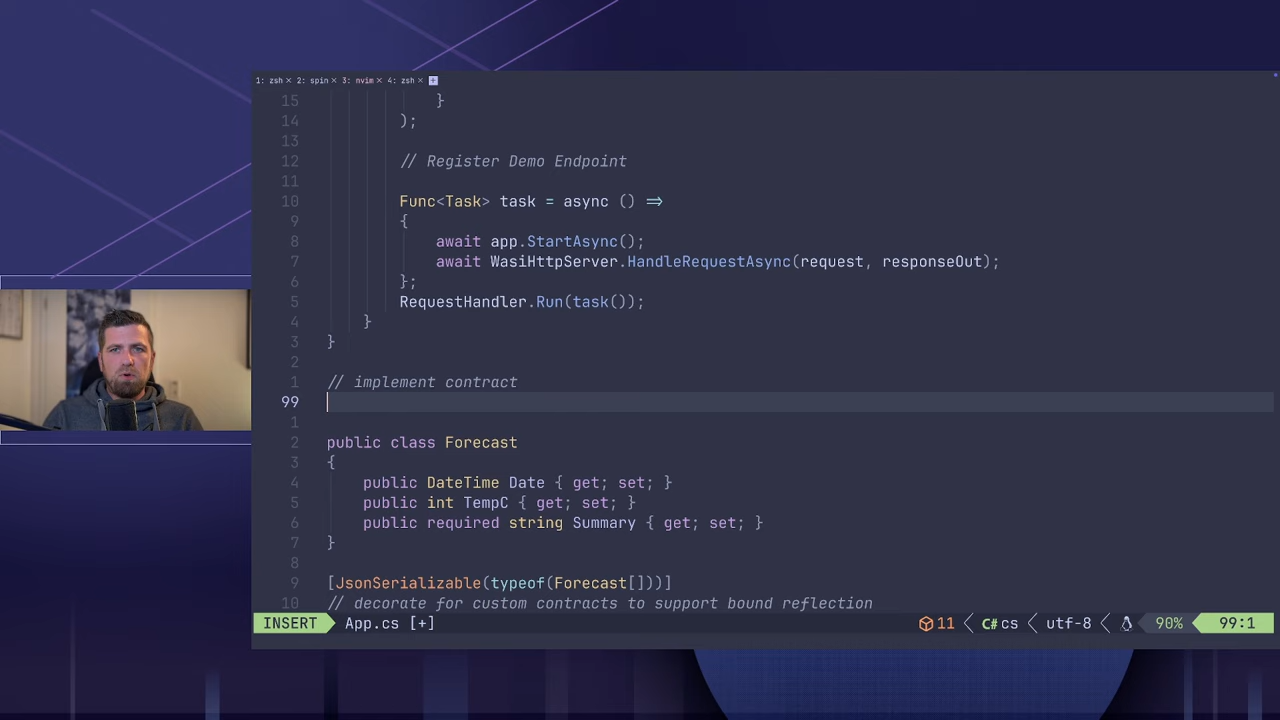 1: zsh × 2: spin × 3: nvim × 4: zsh × +
15 }
14 );
13
12 // Register Demo Endpoint
11
10 Func<Task> task = async () =>
9 {
8 await app.StartAsync();
7 await WasiHttpServer.HandleRequestAsync(request, responseOut);
6 };
5 RequestHandler.Run(task());
4 }
3 }
2
1 // implement contract
99
1
2 public class Forecast
3 {
4 public DateTime Date { get; set; }
5 public int TempC { get; set; }
6 public required string Summary { get; set; }
7 }
8
9 [JsonSerializable(typeof(Forecast[]))]
10 // decorate for custom contracts to support bound reflection
INSERT App.cs [+] 11 C# cs utf-8 90% 99:1